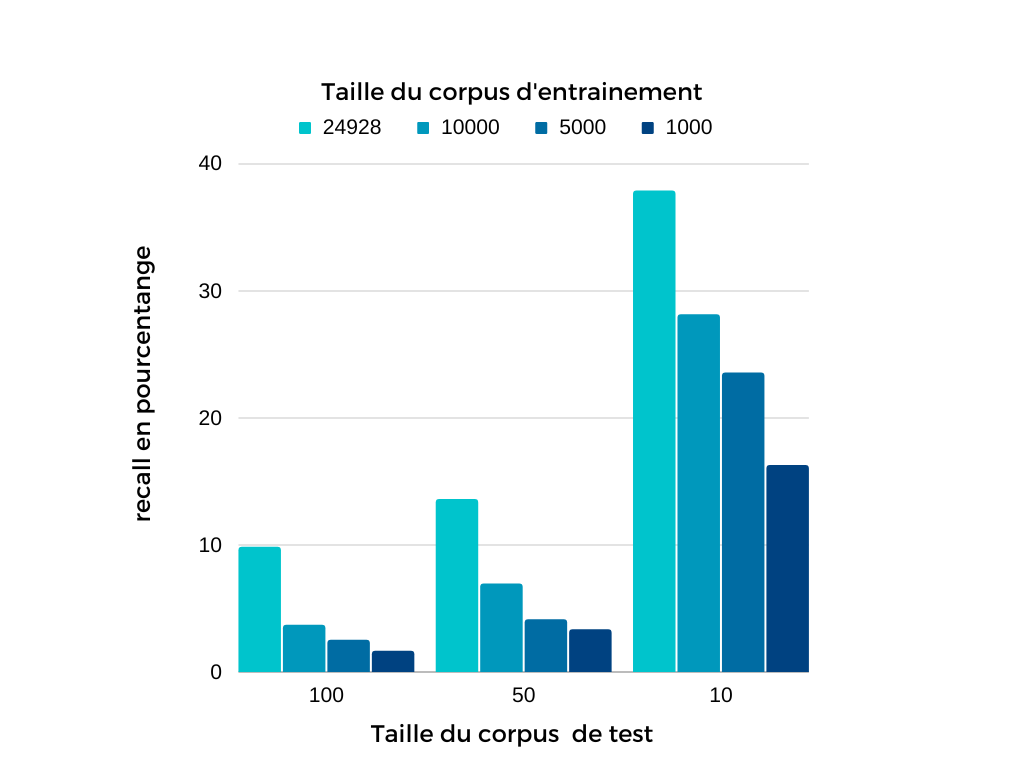 Taille du corpus d'entrainement
24928 10000 5000 1000
40
30
20
10
0
recall en pourcentange
100 50 10
Taille du corpus de test